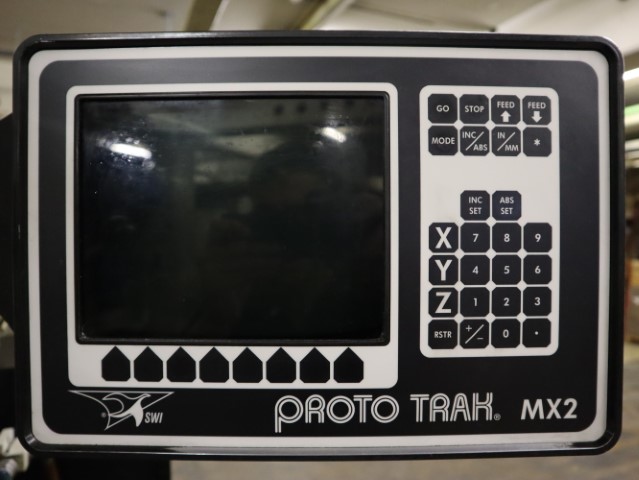 GO STOP FEED FEED
MODE INC/ABS IN/MM *
INC SET ABS SET
X 7 8 9
Y 4 5 6
Z 1 2 3
RSTR +/− 0 .
® SWI PROTO TRAK® MX2